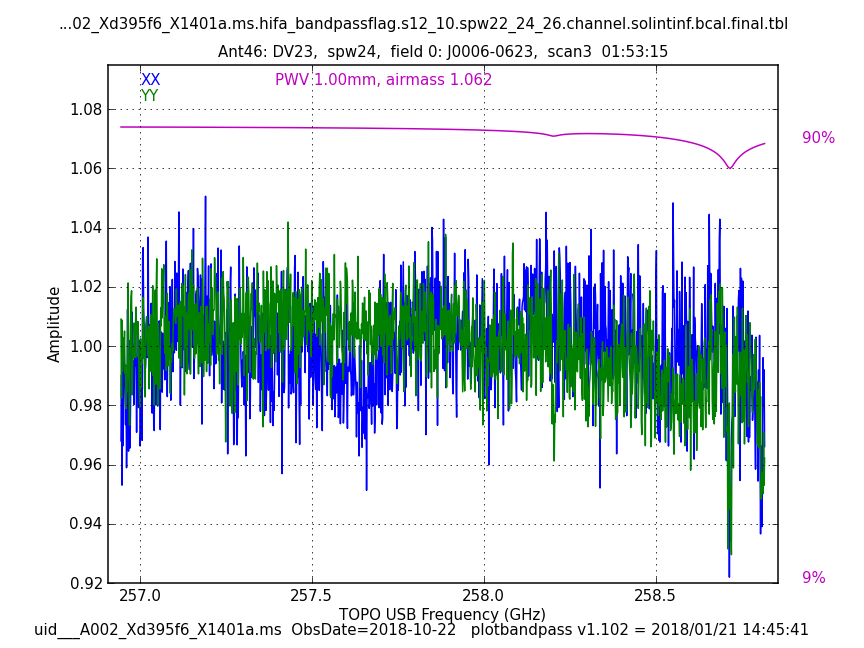 ...02_Xd395f6_X1401a.ms.hifa_bandpassflag.s12_10.spw22_24_26.channel.solintinf.bcal.final.tbl
Ant46: DV23, spw24, field 0: J0006-0623, scan3 01:53:15
XX
PWV 1.00mm, airmass 1.062
YY
1.08
90%
1.06
1.04
1.02
1.00
Amplitude
0.98
0.96
0.94
0.92
9%
257.0 257.5 258.0 258.5
TOPO USB Frequency (GHz)
uid___A002_Xd395f6_X1401a.ms ObsDate=2018-10-22 plotbandpass v1.102 = 2018/01/21 14:45:41